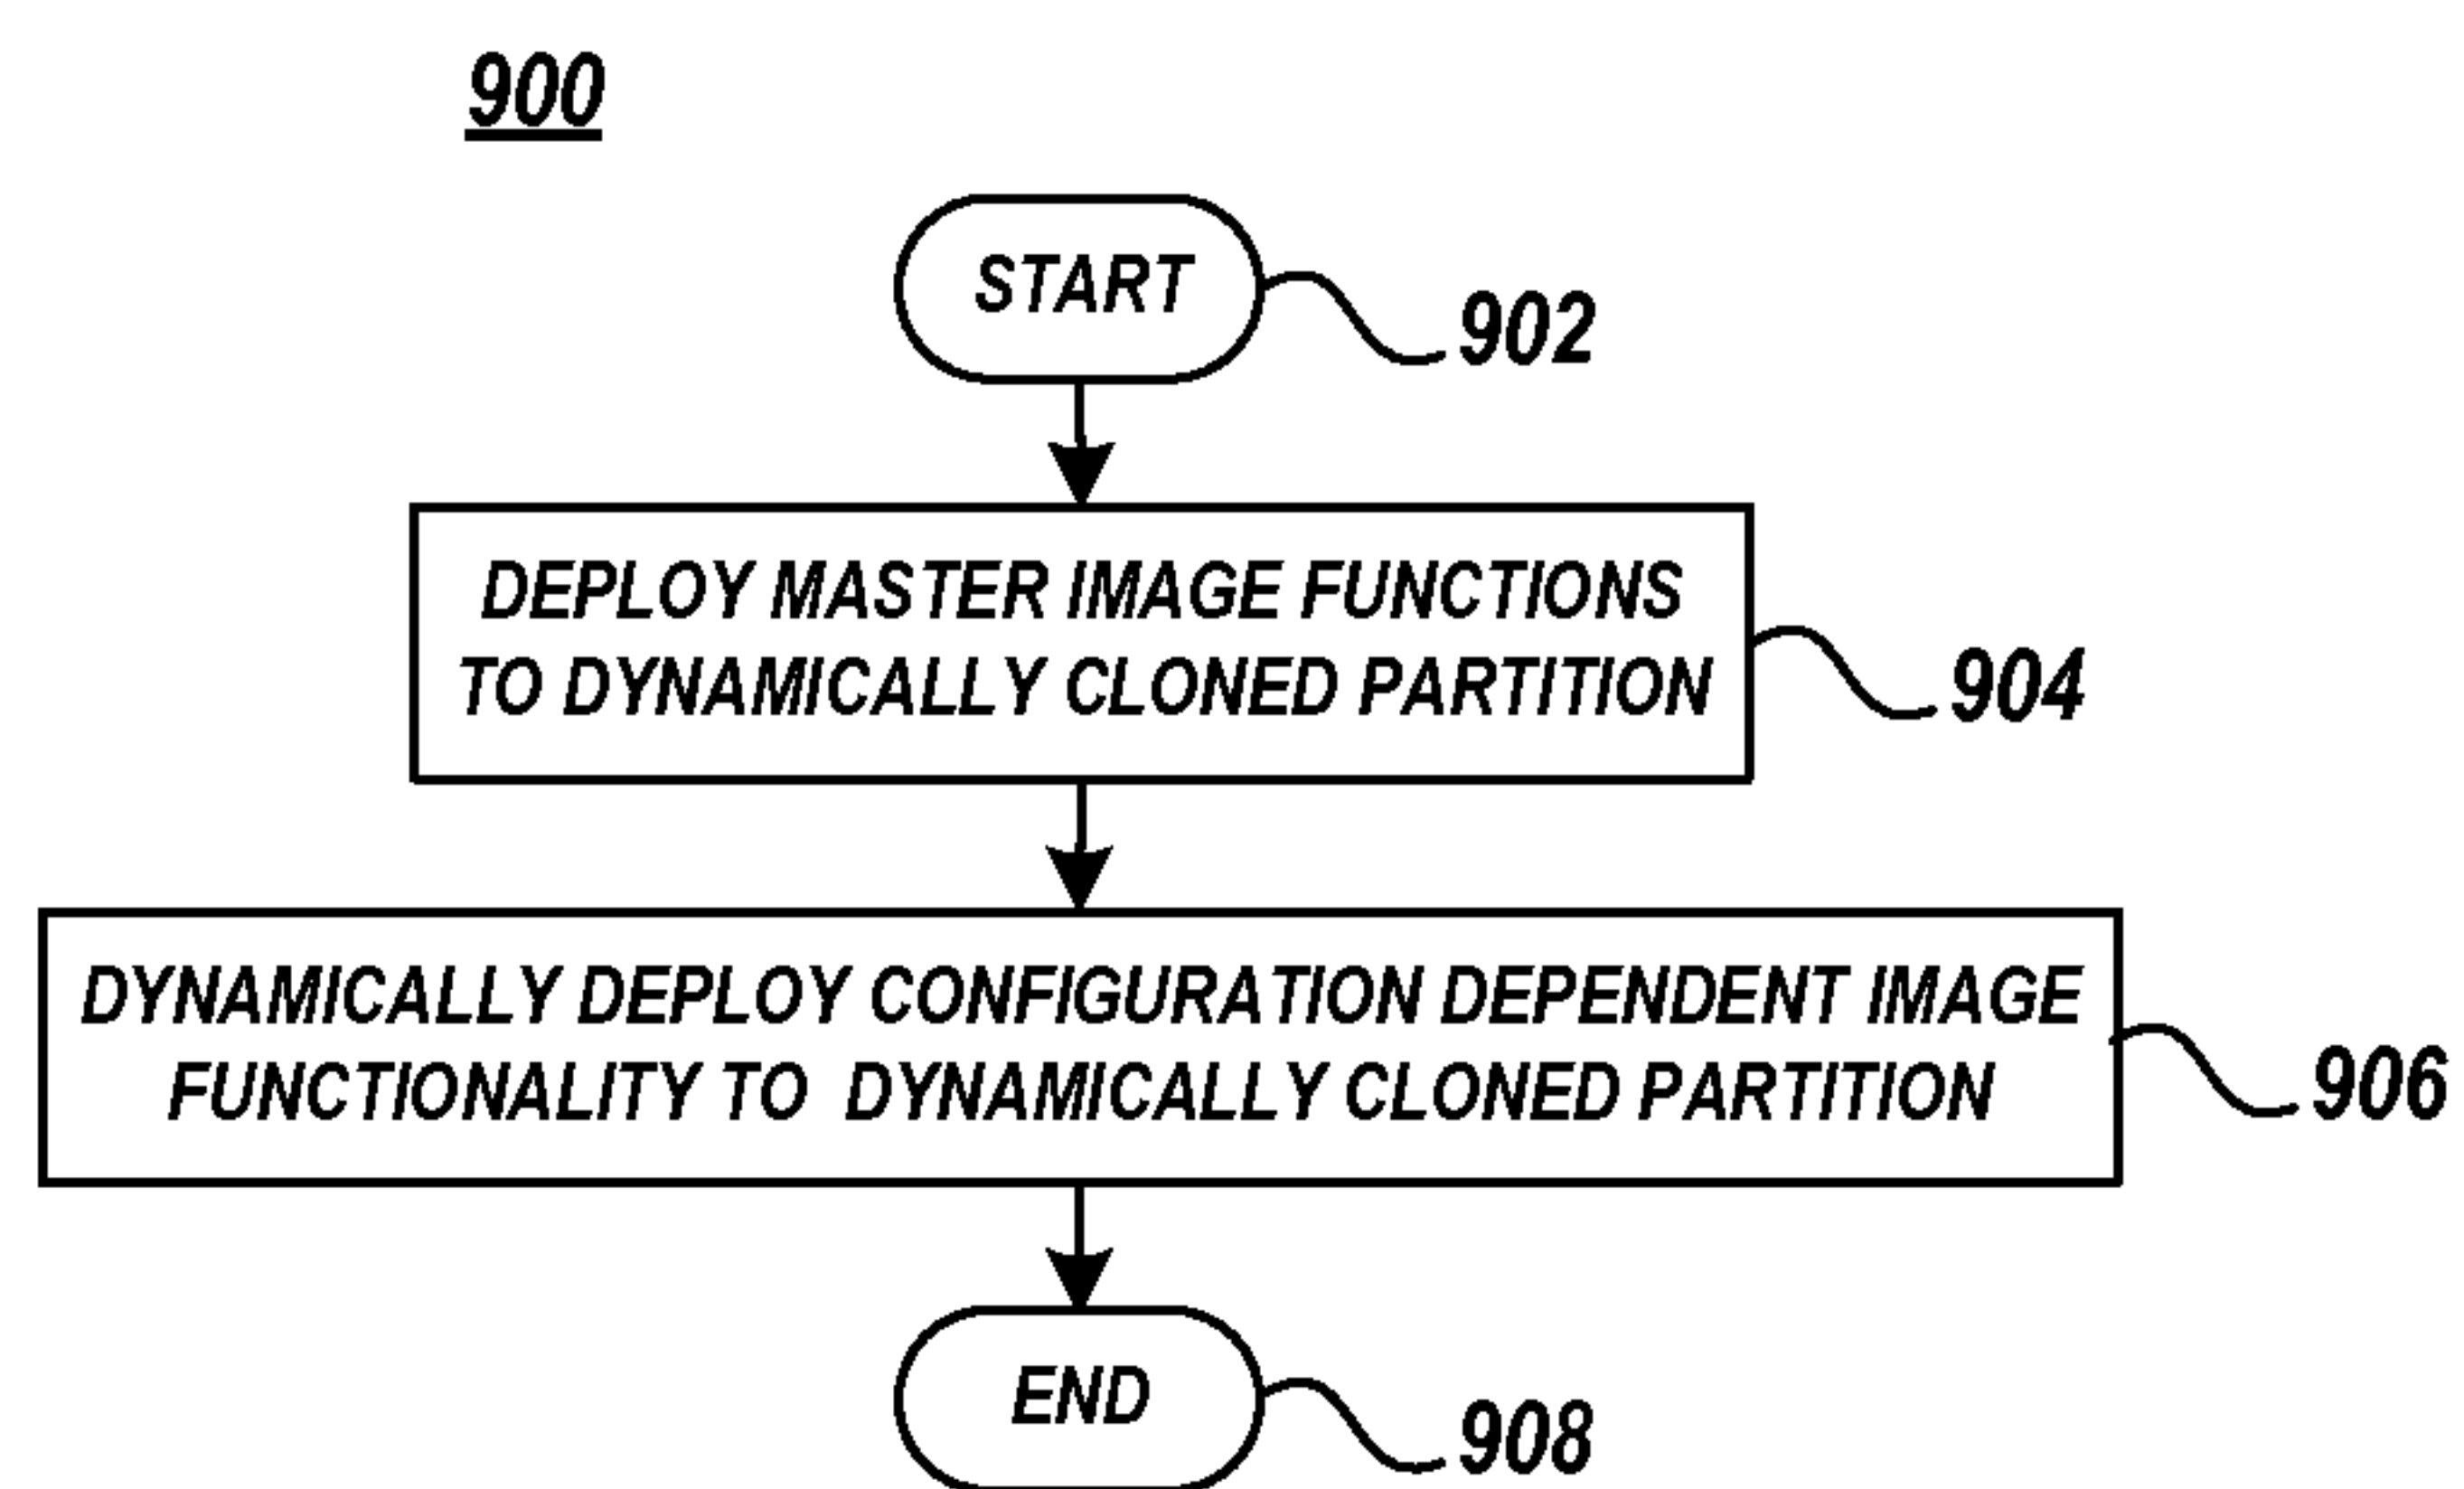 900
START
902
DEPLOY MASTER IMAGE FUNCTIONS
TO DYNAMICALLY CLONED PARTITION
904
DYNAMICALLY DEPLOY CONFIGURATION DEPENDENT IMAGE
FUNCTIONALITY TO DYNAMICALLY CLONED PARTITION
906
END
908